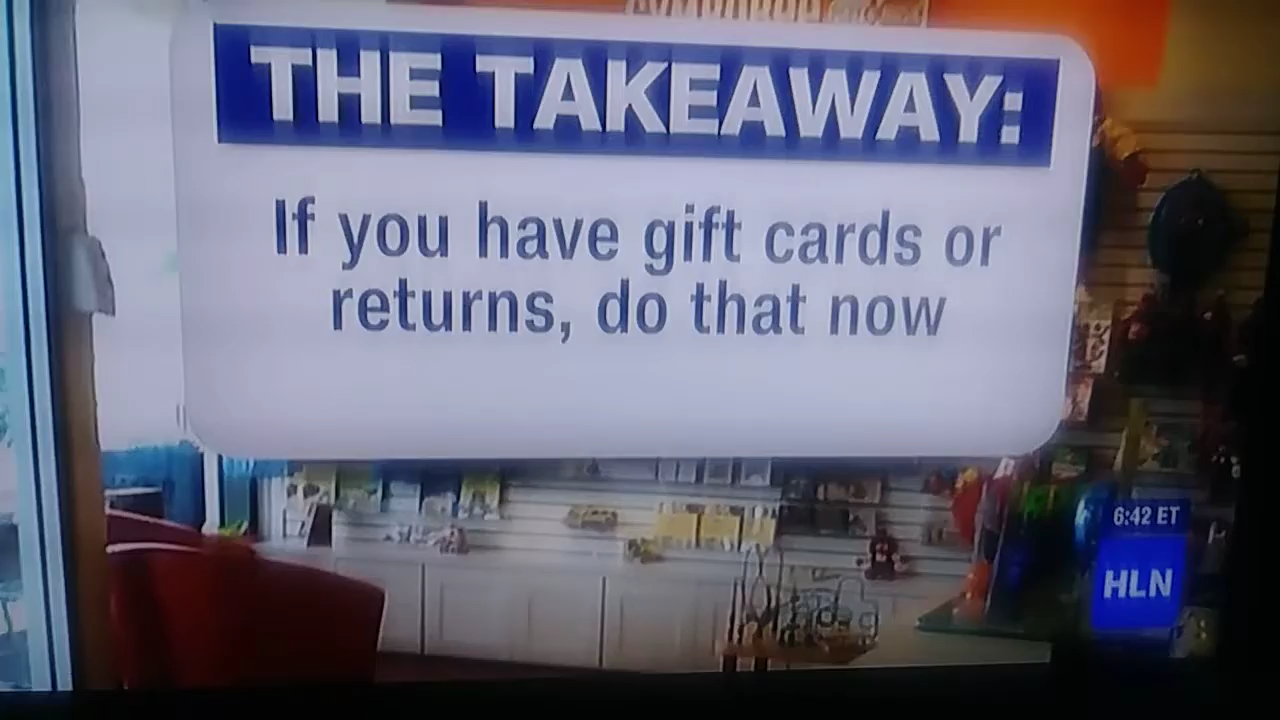 THE TAKEAWAY:
If you have gift cards or
returns, do that now
6:42 ET
HLN